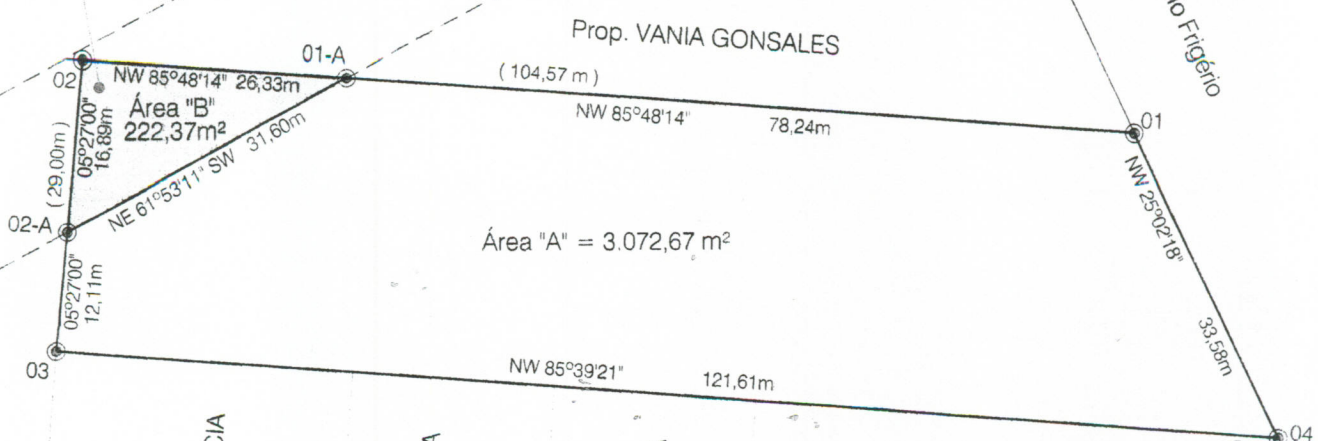 Prop. VANIA GONSALES
io Frigério
01-A
02
NW 85°48'14" 26,33m
( 104,57 m )
NW 85°48'14"
78,24m
01
Área "B"
222,37m²
( 29,00m )
05°27'00"
16,89m
NE 61°53'11" SW 31,60m
02-A
Área "A" = 3.072,67 m²
NW 25°02'18"
33,58m
05°27'00"
12,11m
03
NW 85°39'21"
121,61m
04
CIA
A